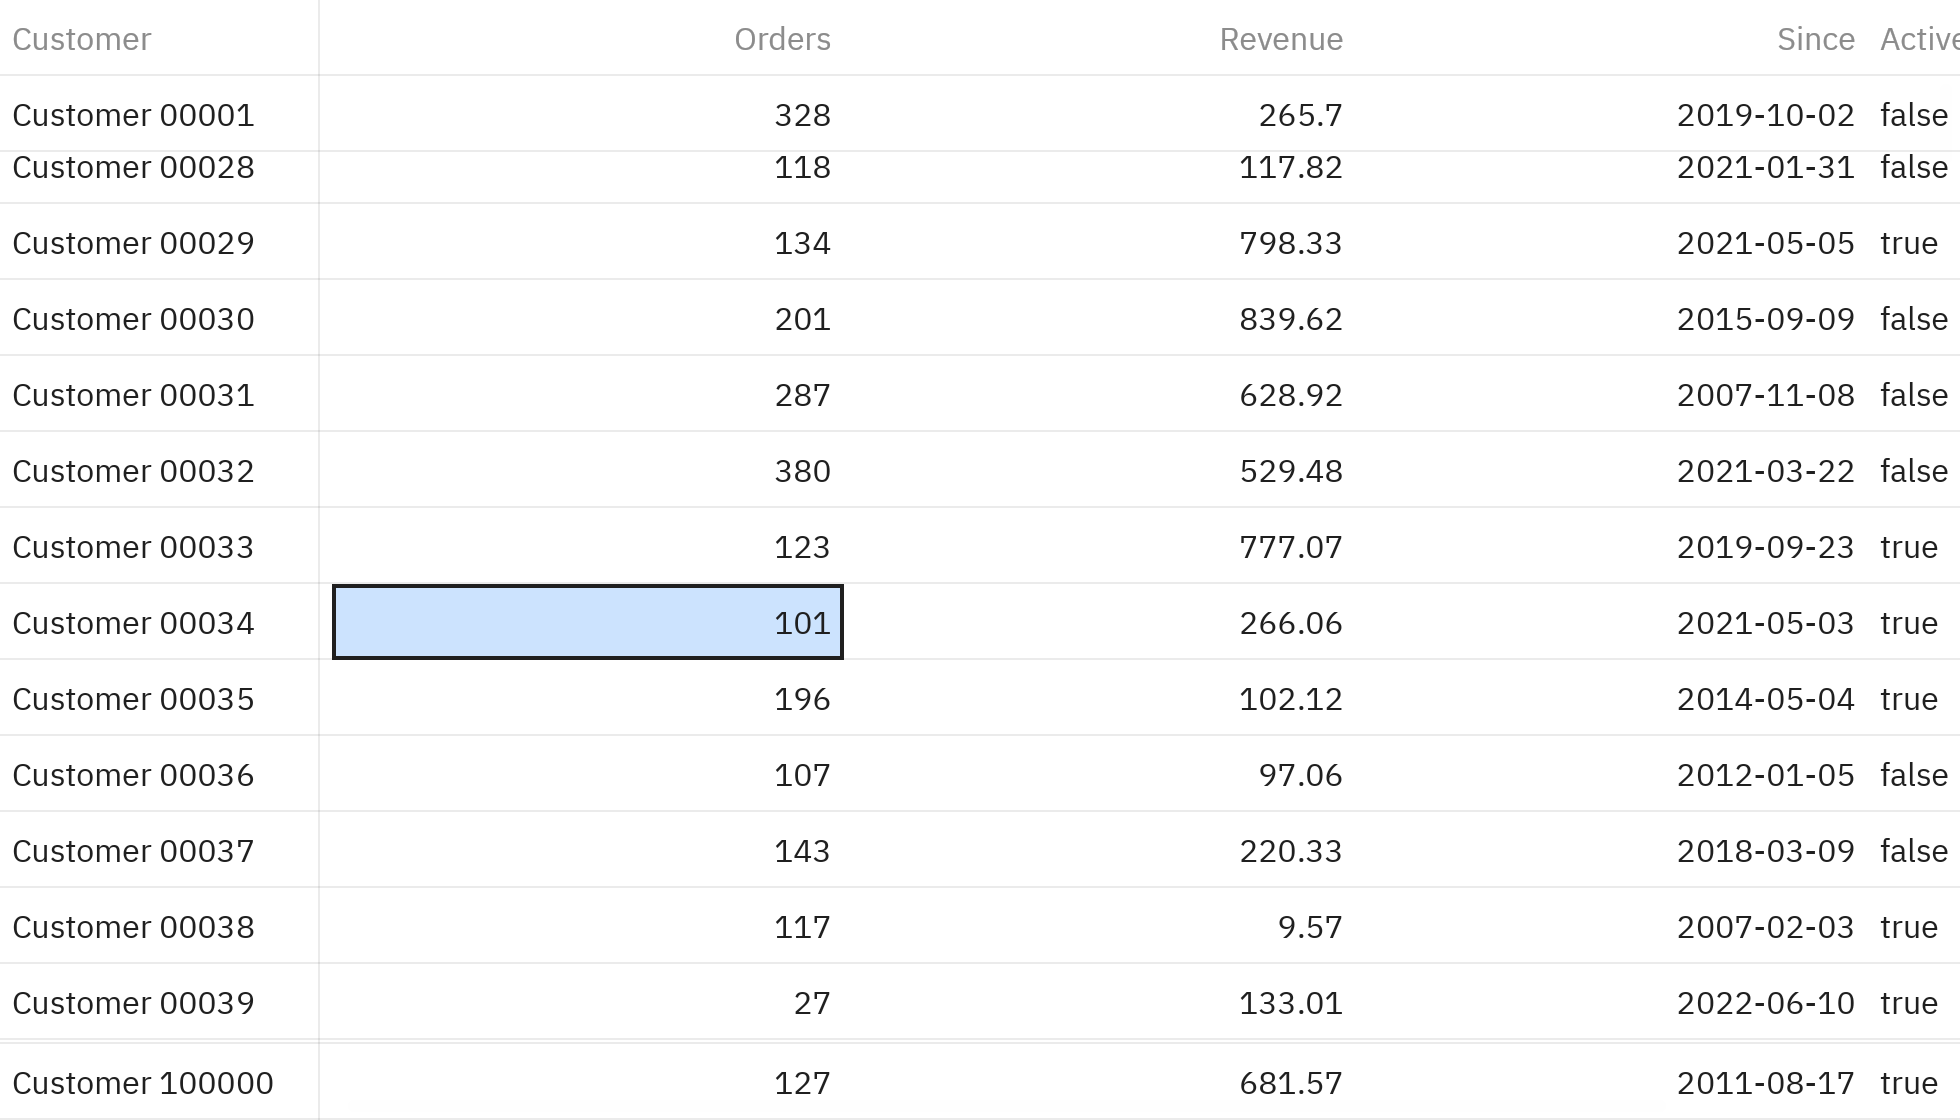 Customer Orders Revenue Since Active
Customer 00001 328 265.7 2019-10-02 false
Customer 00028 118 117.82 2021-01-31 false
Customer 00029 134 798.33 2021-05-05 true
Customer 00030 201 839.62 2015-09-09 false
Customer 00031 287 628.92 2007-11-08 false
Customer 00032 380 529.48 2021-03-22 false
Customer 00033 123 777.07 2019-09-23 true
Customer 00034 101 266.06 2021-05-03 true
Customer 00035 196 102.12 2014-05-04 true
Customer 00036 107 97.06 2012-01-05 false
Customer 00037 143 220.33 2018-03-09 false
Customer 00038 117 9.57 2007-02-03 true
Customer 00039 27 133.01 2022-06-10 true
Customer 100000 127 681.57 2011-08-17 true